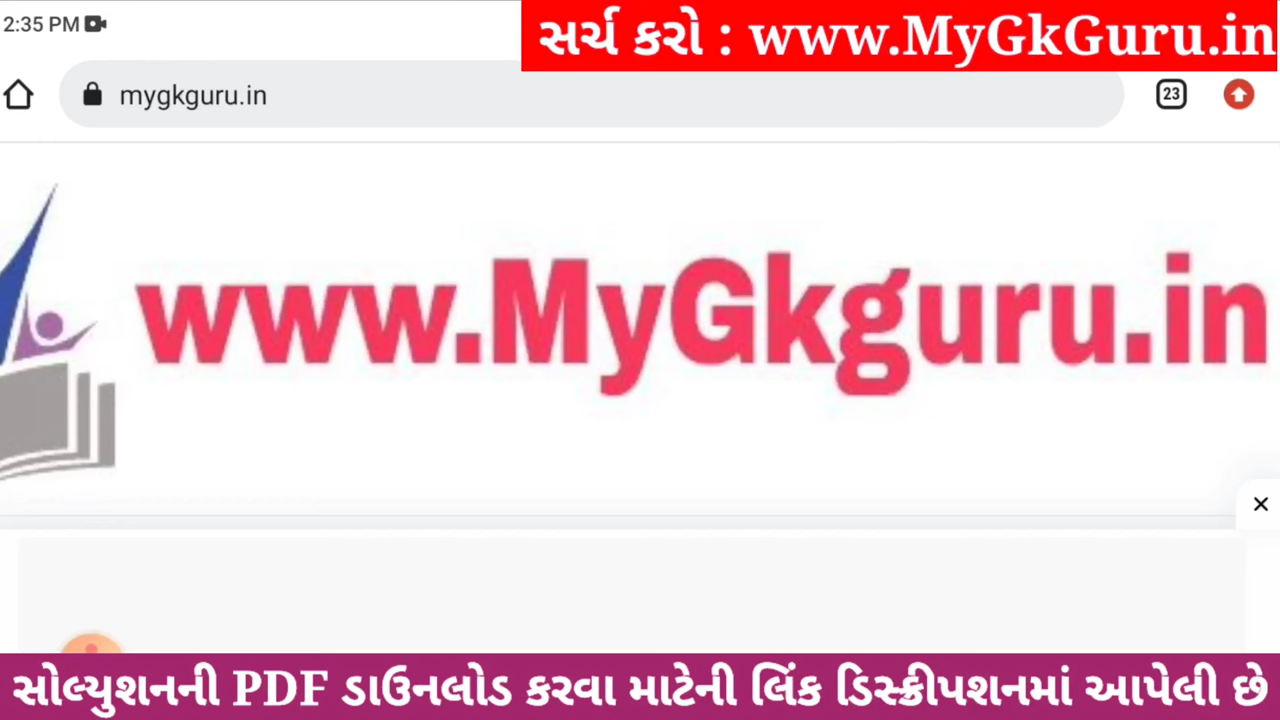 2:35 PM
સર્ચ કરો : www.MyGkGuru.in
mygkguru.in
23
www.MyGkguru.in
સોલ્યુશનની PDF ડાઉનલોડ કરવા માટેની લિંક ડિસ્ક્રીપશનમાં આપેલી છે